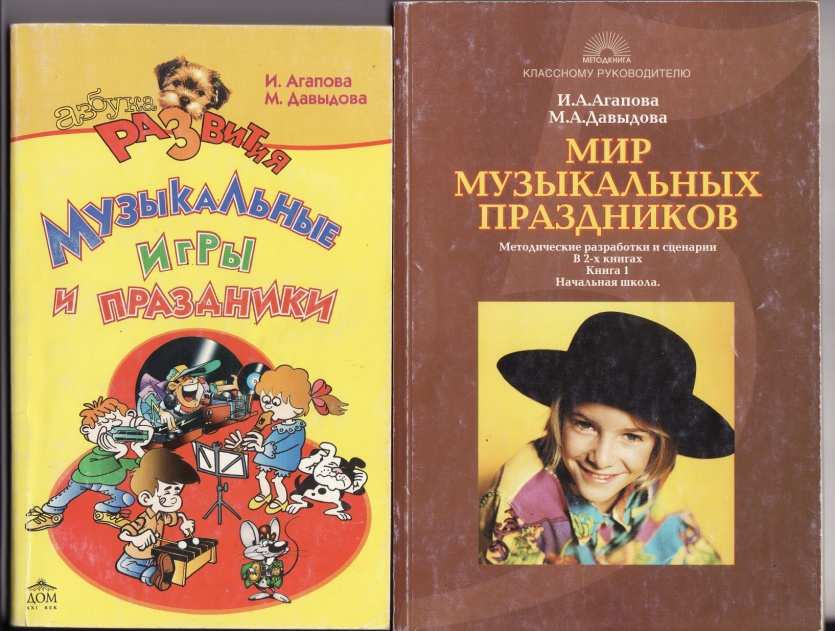 И. Агапова
М. Давыдова
азбука
РАЗВИТИЯ
МУЗЫКАЛЬНЫЕ
ИГРЫ
И ПРАЗДНИКИ
ДОМ
XXI ВЕК
МЕТОДКНИГА
КЛАССНОМУ РУКОВОДИТЕЛЮ
И.А.Агапова
М.А.Давыдова
МИР
МУЗЫКАЛЬНЫХ
ПРАЗДНИКОВ
Методические разработки и сценарии
В 2-х книгах
Книга 1
Начальная школа.